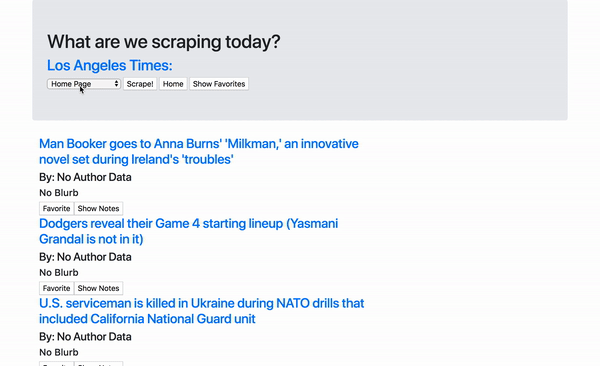 What are we scraping today?
Los Angeles Times:
Home Page Scrape! Home Show Favorites
Man Booker goes to Anna Burns' 'Milkman,' an innovative
novel set during Ireland's 'troubles'
By: No Author Data
No Blurb
Favorite Show Notes
Dodgers reveal their Game 4 starting lineup (Yasmani
Grandal is not in it)
By: No Author Data
No Blurb
Favorite Show Notes
U.S. serviceman is killed in Ukraine during NATO drills that
included California National Guard unit
By: No Author Data
No Blurb